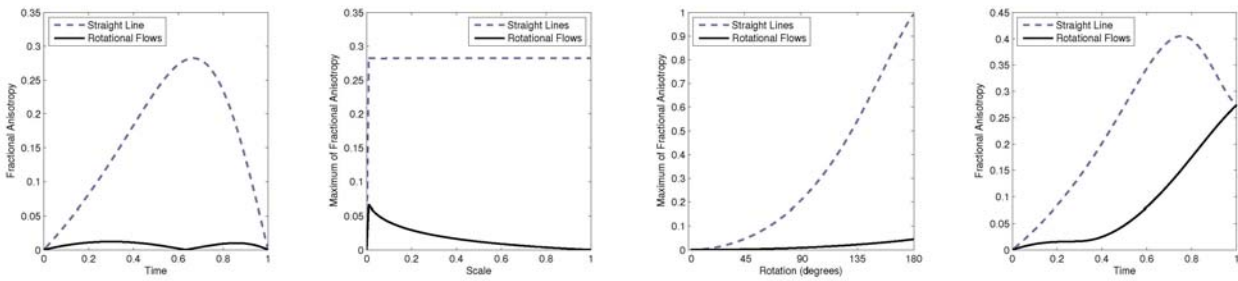 0.35
0.3
0.25
0.2
0.15
0.1
0.05
0
Fractional Anisotropy
Straight Line
Rotational Flows
0 0.2 0.4 0.6 0.8 1
Time
0.35
0.3
0.25
0.2
0.15
0.1
0.05
0
Maximum of Fractional Anisotropy
Straight Lines
Rotational Flows
0 0.2 0.4 0.6 0.8 1
Scale
1
0.9
0.8
0.7
0.6
0.5
0.4
0.3
0.2
0.1
0
Maximum of Fractional Anisotropy
Straight Lines
Rotational Flows
0 45 90 135 180
Rotation (degrees)
0.45
0.4
0.35
0.3
0.25
0.2
0.15
0.1
0.05
0
Fractional Anisotropy
Straight Line
Rotational Flows
0 0.2 0.4 0.6 0.8 1
Time